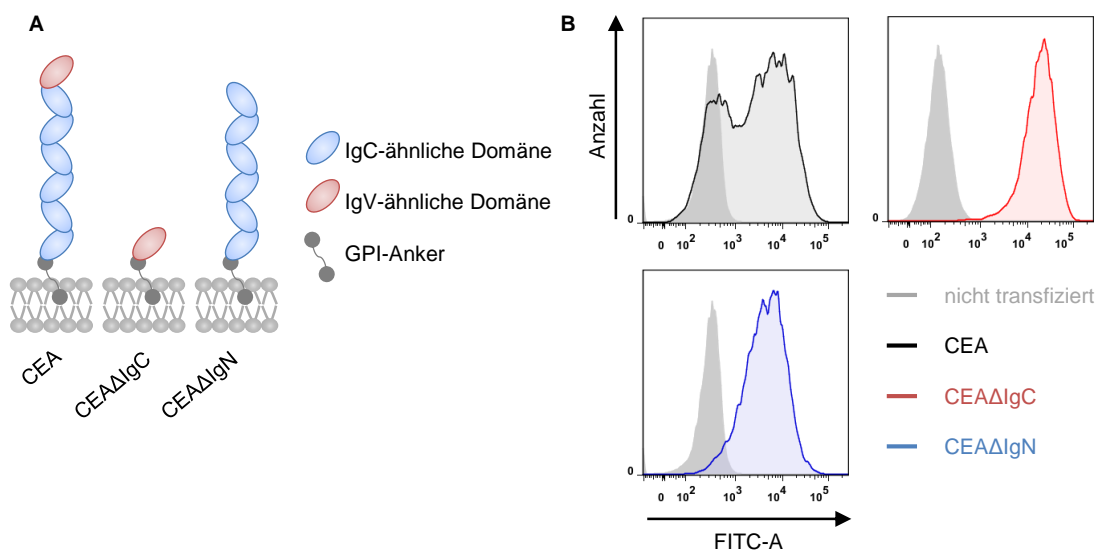 A
IgC-ähnliche Domäne
IgV-ähnliche Domäne
GPI-Anker
CEA
CEAΔIgC
CEAΔIgN
B
Anzahl
0
0 10² 10³ 10⁴ 10⁵
0
0 10² 10³ 10⁴ 10⁵
0
0 10² 10³ 10⁴ 10⁵
FITC-A
nicht transfiziert
CEA
CEAΔIgC
CEAΔIgN